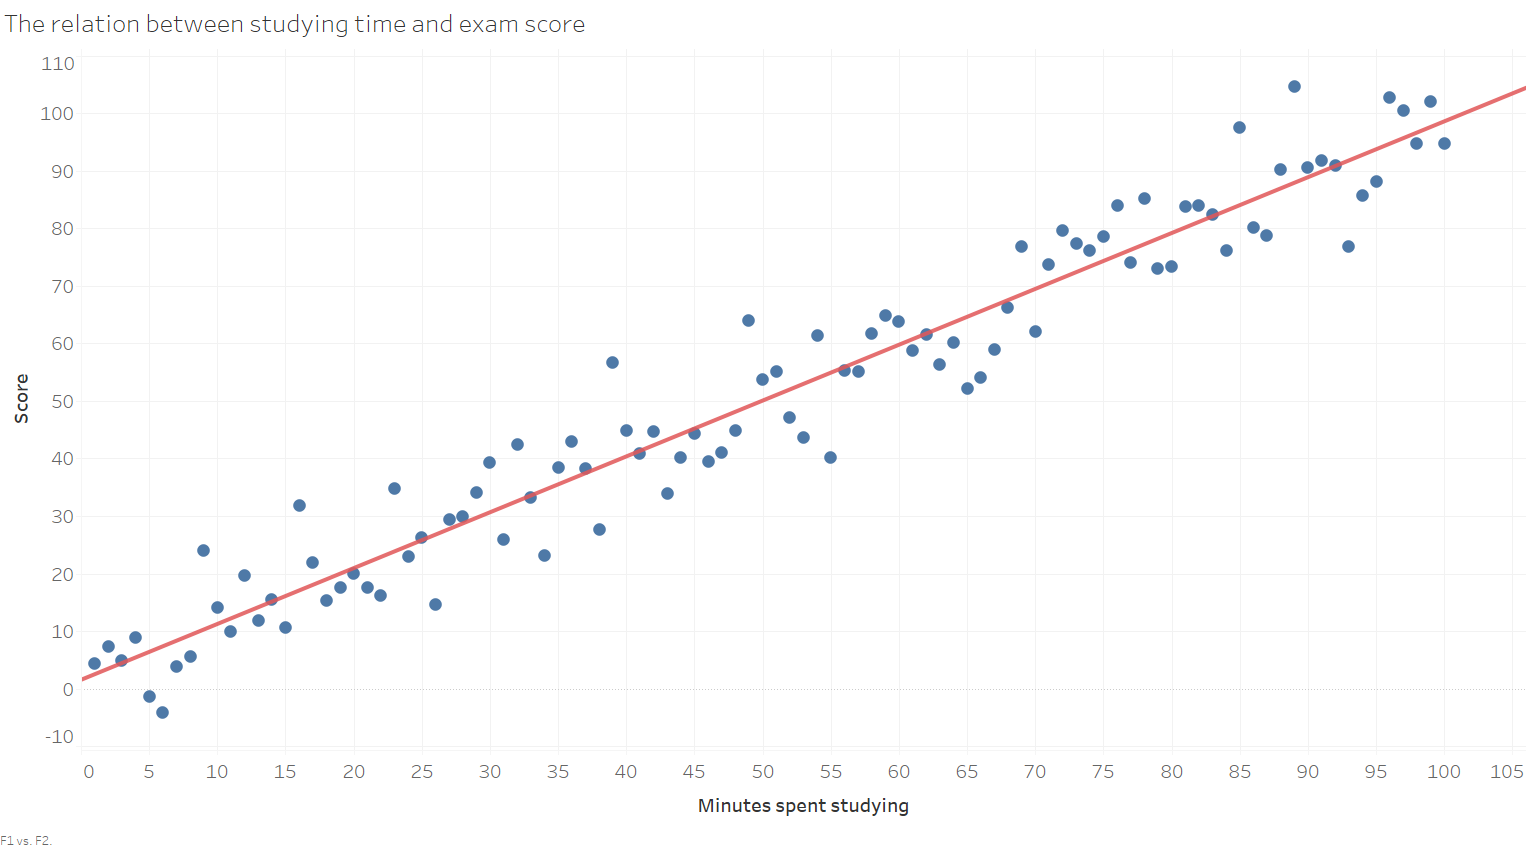 The relation between studying time and exam score
110
100
90
80
70
60
50
40
30
20
10
0
-10
Score
0 5 10 15 20 25 30 35 40 45 50 55 60 65 70 75 80 85 90 95 100 105
Minutes spent studying
F1 vs. F2.